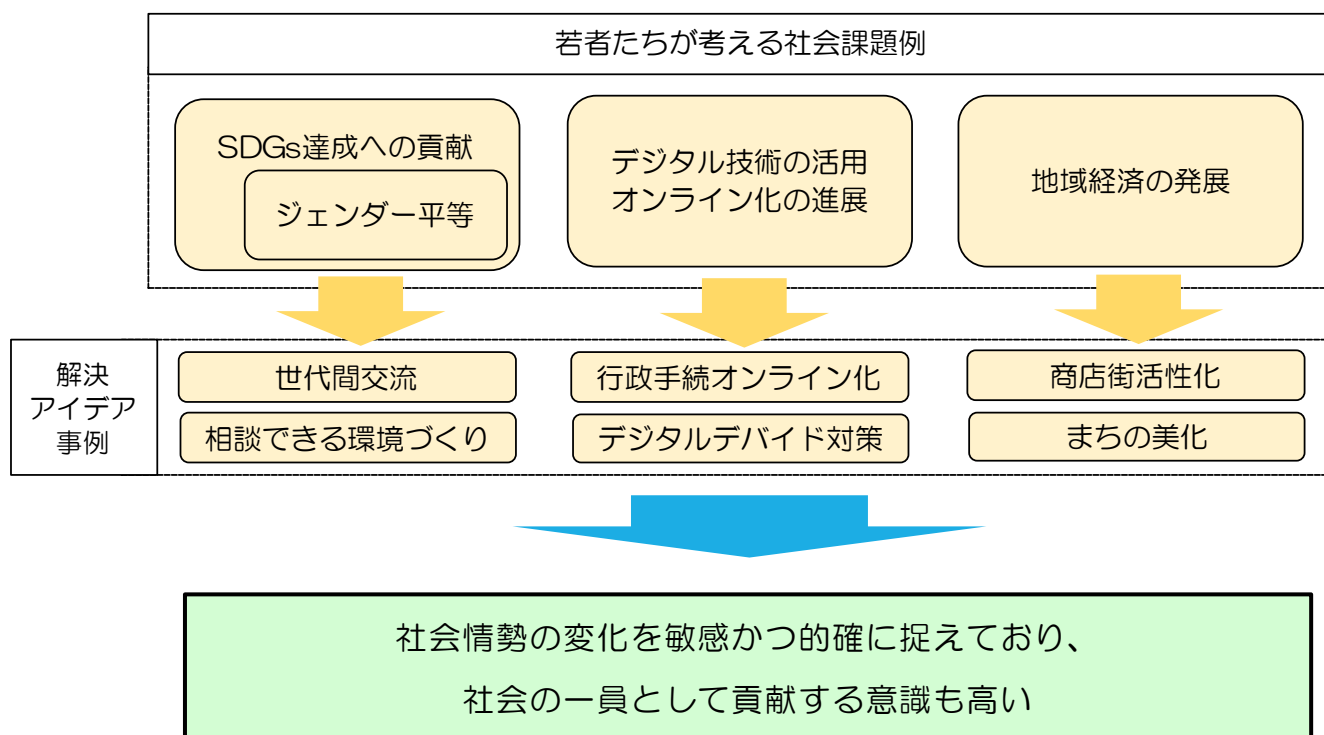 若者たちが考える社会課題例
SDGs達成への貢献
ジェンダー平等
デジタル技術の活用
オンライン化の進展
地域経済の発展
解決
アイデア
事例
世代間交流
行政手続オンライン化
商店街活性化
相談できる環境づくり
デジタルデバイド対策
まちの美化
社会情勢の変化を敏感かつ的確に捉えており、
社会の一員として貢献する意識も高い